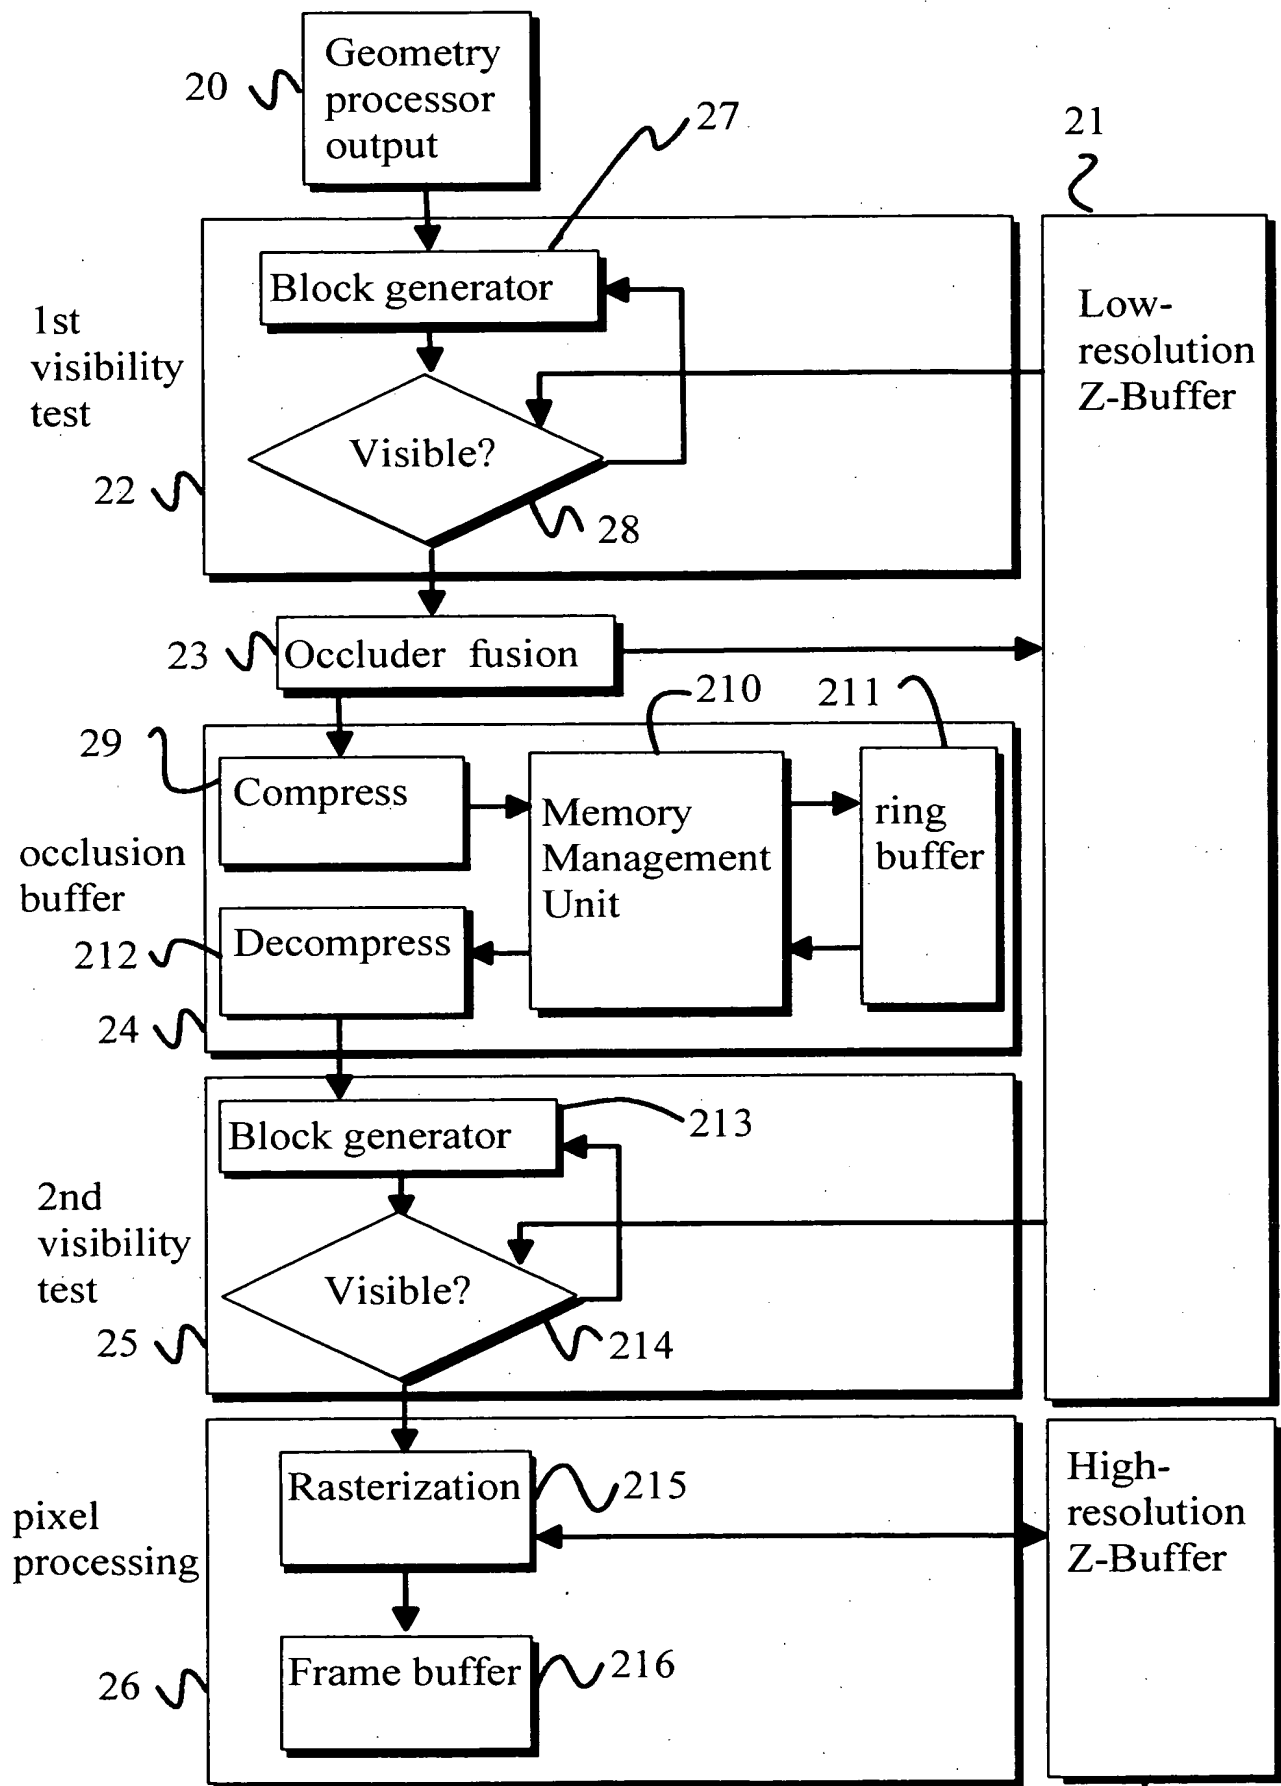 Geometry
processor
output
20
27
21
Block generator
Low-
resolution
Z-Buffer
1st
visibility
test
Visible?
22
28
23
Occluder fusion
210
211
29
Compress
Memory
Management
Unit
ring
buffer
occlusion
buffer
Decompress
212
24
Block generator
213
2nd
visibility
test
Visible?
25
214
Rasterization
215
High-
resolution
Z-Buffer
pixel
processing
Frame buffer
216
26